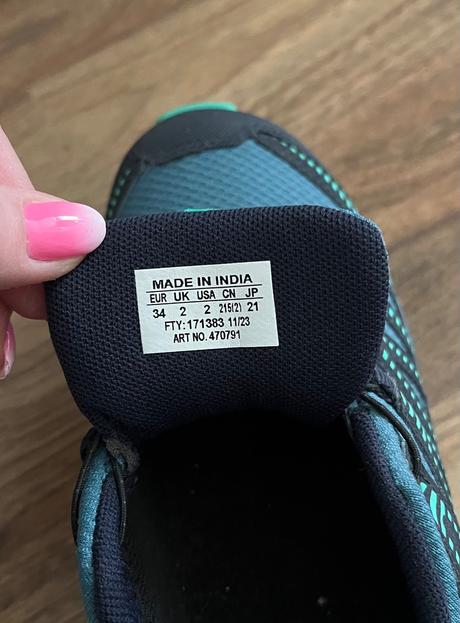 MADE IN INDIA
EUR UK USA CN JP
34 2 2 215(2) 21
FTY: 171383 11/23
ART NO. 470791